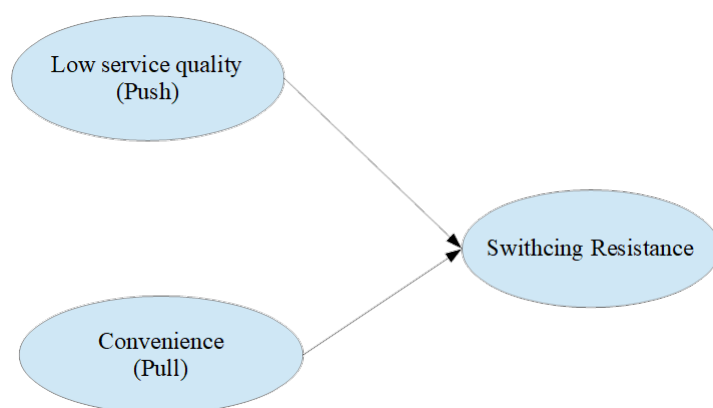 Low service quality
(Push)
Swithcing Resistance
Convenience
(Pull)